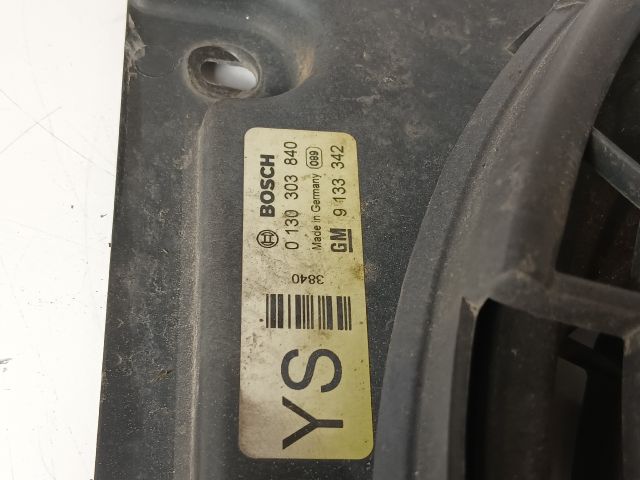 BOSCH
0 130 303 840
Made in Germany 089
GM 9 133 342
3840
YS